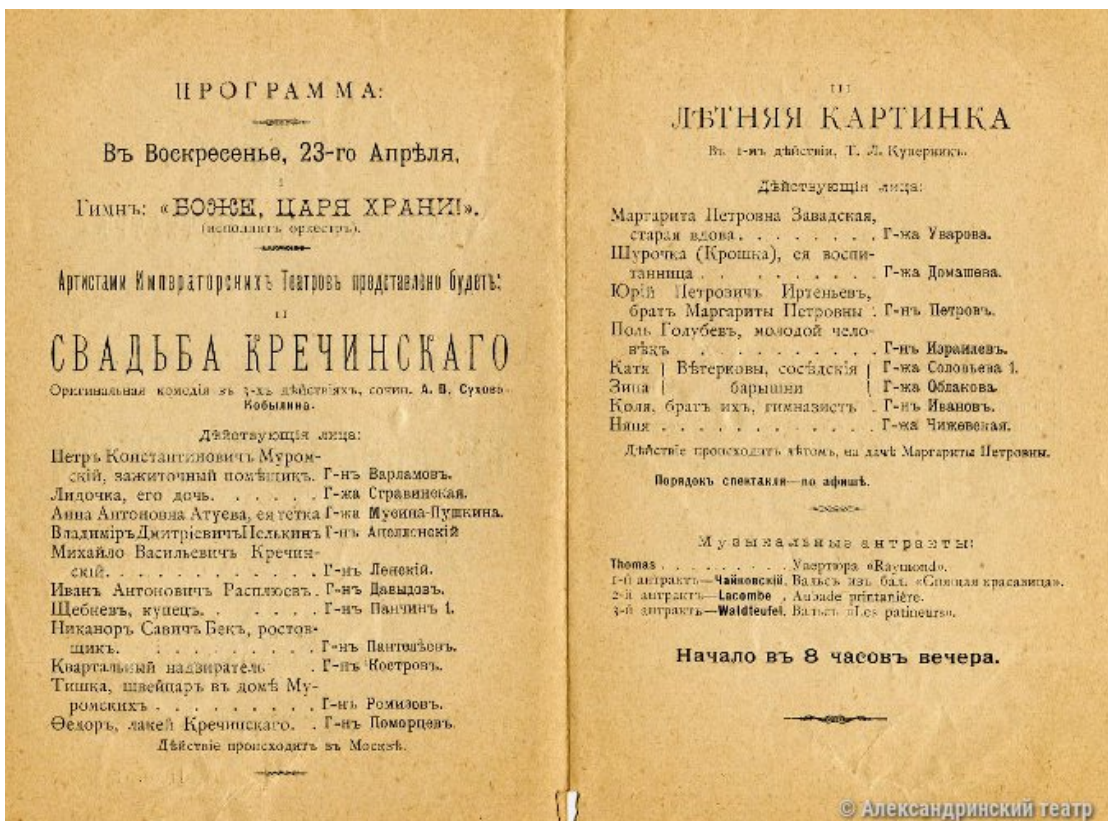 ПРОГРАММА:
Въ Воскресенье, 23-го Апрѣля,
I
Гимнъ: «БОЖЕ, ЦАРЯ ХРАНИ!».
(исполнитъ оркестръ).
Артистами Императорскихъ Театровъ представлено будетъ:
II
СВАДЬБА КРЕЧИНСКАГО
Оригинальная комедія въ 3-хъ дѣйствіяхъ, сочин. А. В. Сухово-
Кобылина.
Дѣйствующія лица:
Петръ Константиновичъ Муром-
скій, зажиточный помѣщикъ. Г-нъ Варламовъ.
Лидочка, его дочь. . . . . . Г-жа Стравинская.
Анна Антоновна Атуева, ея тетка Г-жа Мусина-Пушкина.
Владиміръ Дмитріевичъ Нелькинъ Г-нъ Аполлонскій
Михайло Васильевичъ Кречин-
скій. . . . . . . . . . . . Г-нъ Ленскій.
Иванъ Антоновичъ Расплюевъ. Г-нъ Давыдовъ.
Щебневъ, купецъ. . . . . . . Г-нъ Панчинъ 1.
Никаноръ Савичъ Бекъ, ростов-
щикъ. . . . . . . . . . . Г-нъ Пантелѣевъ.
Квартальный надзиратель . Г-нъ Костровъ.
Тишка, швейцаръ въ домѣ Му-
ромскихъ . . . . . . . . . Г-нъ Ромазовъ.
Ѳедоръ, лакей Кречинскаго. . Г-нъ Поморцевъ.
Дѣйствіе происходитъ въ Москвѣ.
III
ЛѢТНЯЯ КАРТИНКА
Въ 1-мъ дѣйствіи, Т. Л. Куперникъ.
Дѣйствующія лица:
Маргарита Петровна Завадская,
старая вдова. . . . . . . . Г-жа Уварова.
Шурочка (Крошка), ея воспи-
танница . . . . . . . . . . Г-жа Домашева.
Юрій Петровичъ Иртеньевъ,
братъ Маргариты Петровны . Г-нъ Петровъ.
Поль Голубевъ, молодой чело-
вѣкъ . . . . . . . . . . . Г-нъ Израилевъ.
Катя | Вѣтерковы, сосѣдскія | Г-жа Соловьева 1.
Зина | барышни | Г-жа Облакова.
Коля, братъ ихъ, гимназистъ . Г-нъ Ивановъ.
Няня . . . . . . . . . . . . Г-жа Чижевская.
Дѣйствіе происходитъ лѣтомъ, на дачѣ Маргариты Петровны.
Порядокъ спектакля—по афишѣ.
Музыкальные антракты:
Thomas . . . . . . . . . . Увертюра «Raymond».
1-й антрактъ—Чайковскій. Вальсъ изъ бал. «Спящая красавица».
2-й антрактъ—Lacombe . Aubade printanière.
3-й антрактъ—Waldteufel. Вальсъ «Les patineurs».
Начало въ 8 часовъ вечера.
© Александринский театр